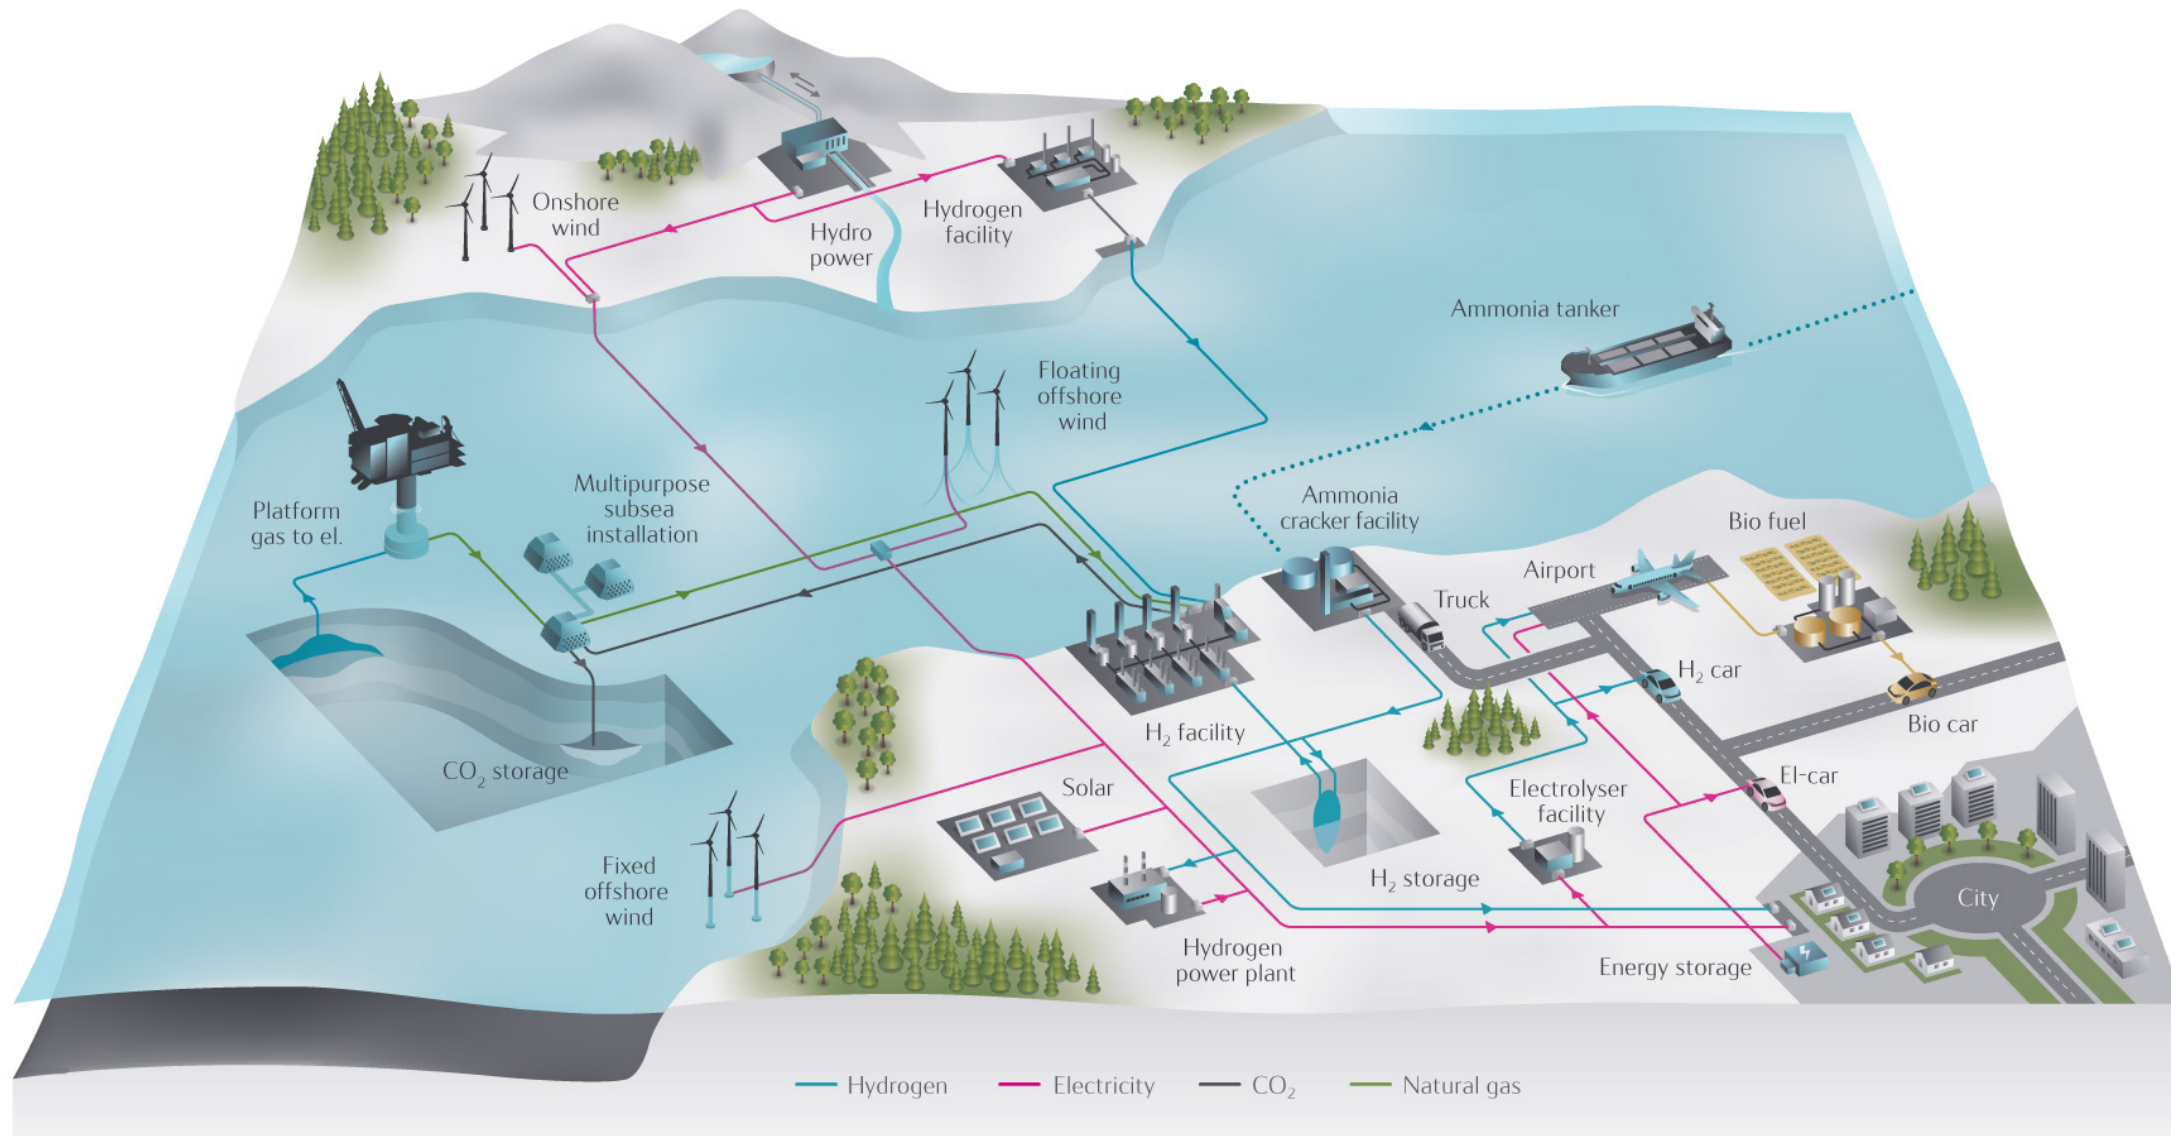 Onshore
wind
Hydro
power
Hydrogen
facility
Ammonia tanker
Floating
offshore
wind
Platform
gas to el.
Multipurpose
subsea
installation
Ammonia
cracker facility
Bio fuel
Airport
Truck
H₂ car
Bio car
H₂ facility
CO₂ storage
Solar
El-car
Electrolyser
facility
Fixed
offshore
wind
H₂ storage
City
Hydrogen
power plant
Energy storage
Hydrogen
Electricity
CO₂
Natural gas